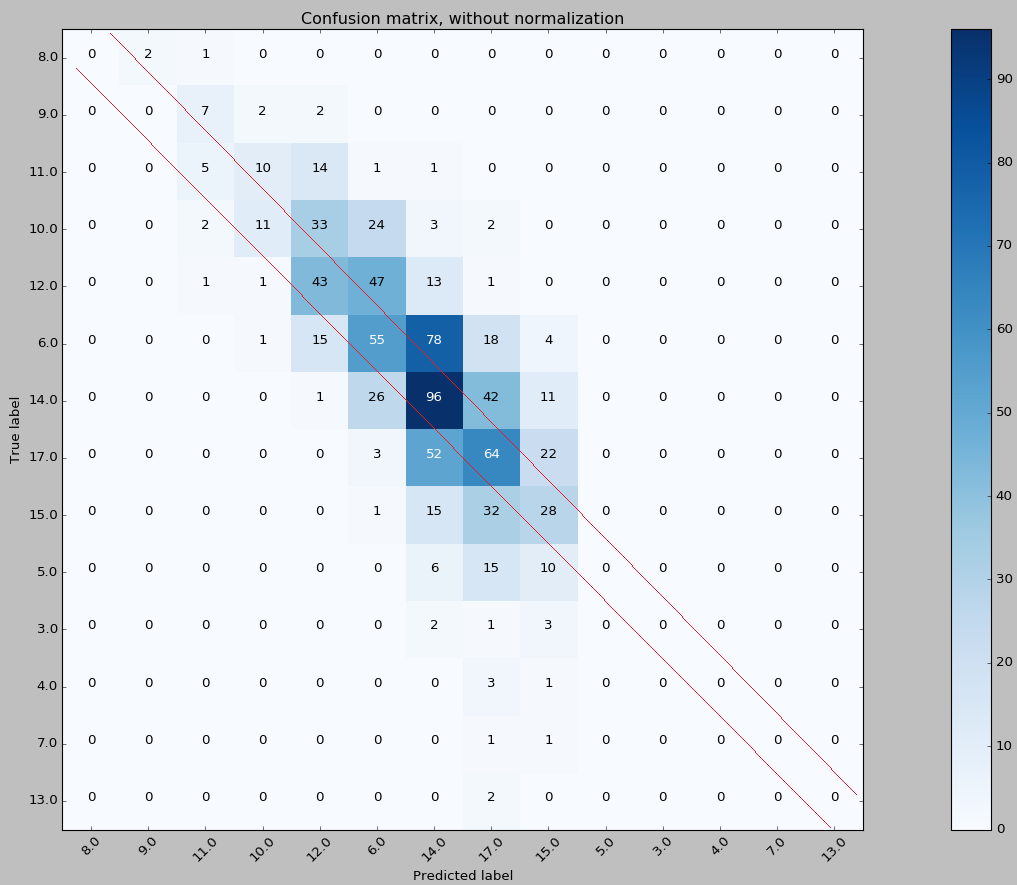 Confusion matrix, without normalization
8.0 0 2 1 0 0 0 0 0 0 0 0 0 0 0
9.0 0 0 7 2 2 0 0 0 0 0 0 0 0 0
11.0 0 0 5 10 14 1 1 0 0 0 0 0 0 0
10.0 0 0 2 11 33 24 3 2 0 0 0 0 0 0
12.0 0 0 1 1 43 47 13 1 0 0 0 0 0 0
6.0 0 0 0 1 15 55 78 18 4 0 0 0 0 0
14.0 0 0 0 0 1 26 96 42 11 0 0 0 0 0
17.0 0 0 0 0 0 3 52 64 22 0 0 0 0 0
15.0 0 0 0 0 0 1 15 32 28 0 0 0 0 0
5.0 0 0 0 0 0 0 6 15 10 0 0 0 0 0
3.0 0 0 0 0 0 0 2 1 3 0 0 0 0 0
4.0 0 0 0 0 0 0 0 3 1 0 0 0 0 0
7.0 0 0 0 0 0 0 0 1 1 0 0 0 0 0
13.0 0 0 0 0 0 0 0 2 0 0 0 0 0 0
8.0 9.0 11.0 10.0 12.0 6.0 14.0 17.0 15.0 5.0 3.0 4.0 7.0 13.0
Predicted label
True label
90
80
70
60
50
40
30
20
10
0